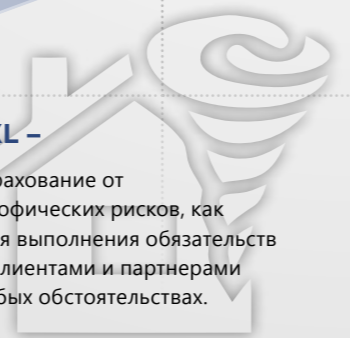 XL –
рахование от
офических рисков, как
я выполнения обязательств
лиентами и партнерами
бых обстоятельствах.